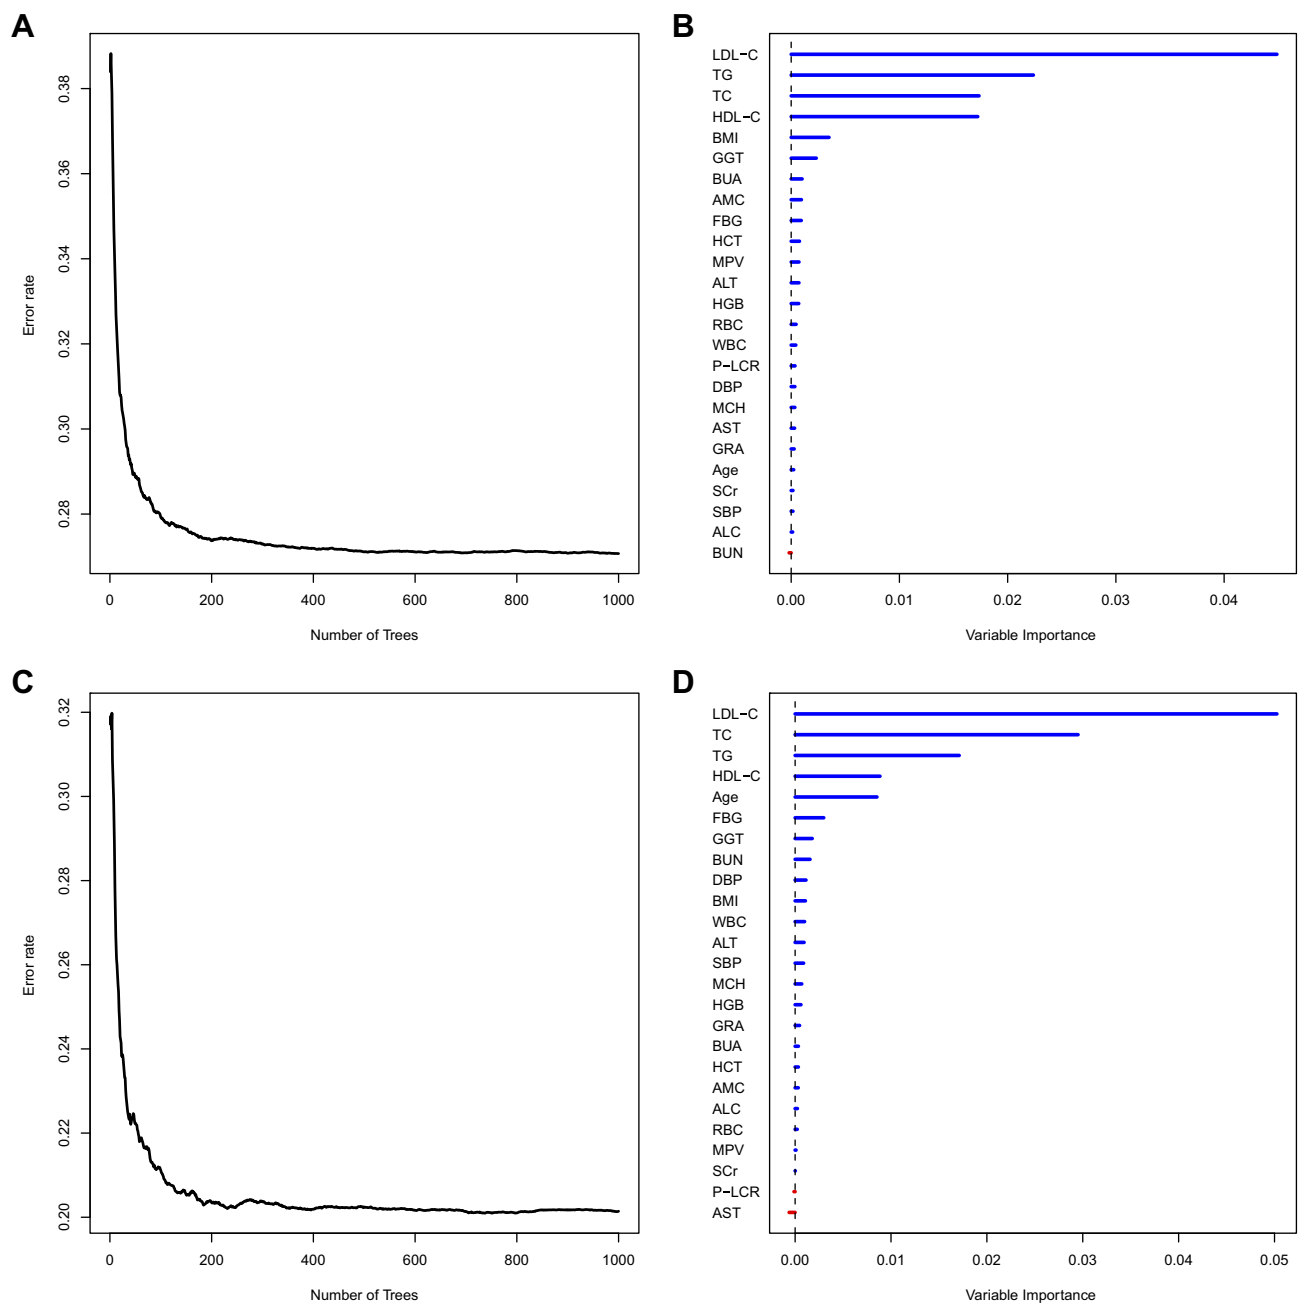 A
Error rate
0.38
0.36
0.34
0.32
0.30
0.28
0 200 400 600 800 1000
Number of Trees
B
LDL−C
TG
TC
HDL−C
BMI
GGT
BUA
AMC
FBG
HCT
MPV
ALT
HGB
RBC
WBC
P−LCR
DBP
MCH
AST
GRA
Age
SCr
SBP
ALC
BUN
0.00 0.01 0.02 0.03 0.04
Variable Importance
C
Error rate
0.32
0.30
0.28
0.26
0.24
0.22
0.20
0 200 400 600 800 1000
Number of Trees
D
LDL−C
TC
TG
HDL−C
Age
FBG
GGT
BUN
DBP
BMI
WBC
ALT
SBP
MCH
HGB
GRA
BUA
HCT
AMC
ALC
RBC
MPV
SCr
P−LCR
AST
0.00 0.01 0.02 0.03 0.04 0.05
Variable Importance